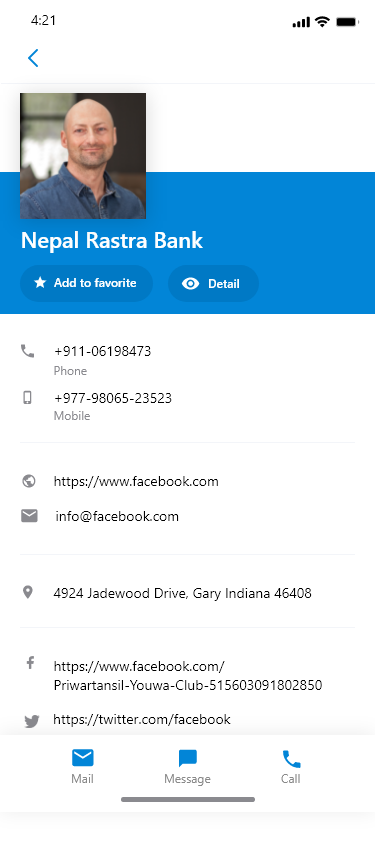 4:21
Nepal Rastra Bank
Add to favorite
Detail
+911-06198473
Phone
+977-98065-23523
Mobile
https://www.facebook.com
info@facebook.com
4924 Jadewood Drive, Gary Indiana 46408
https://www.facebook.com/
Priwartansil-Youwa-Club-515603091802850
https://twitter.com/facebook
Mail
Message
Call